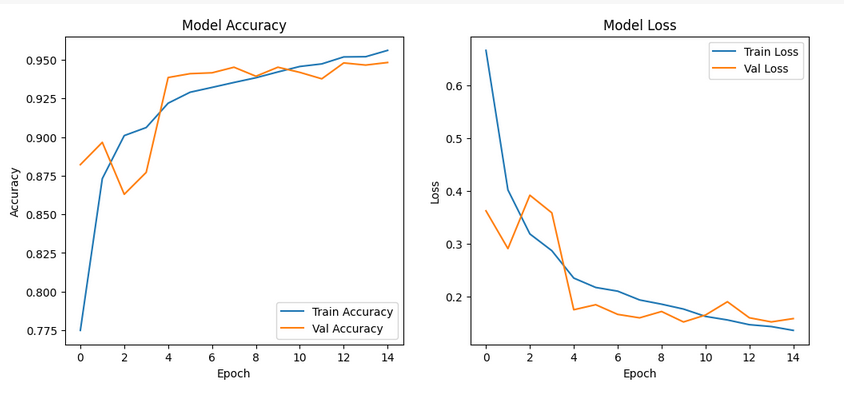 Model Accuracy
Accuracy
0.950
0.925
0.900
0.875
0.850
0.825
0.800
0.775
Train Accuracy
Val Accuracy
0 2 4 6 8 10 12 14
Epoch
Model Loss
Loss
Train Loss
Val Loss
0.6
0.5
0.4
0.3
0.2
0 2 4 6 8 10 12 14
Epoch